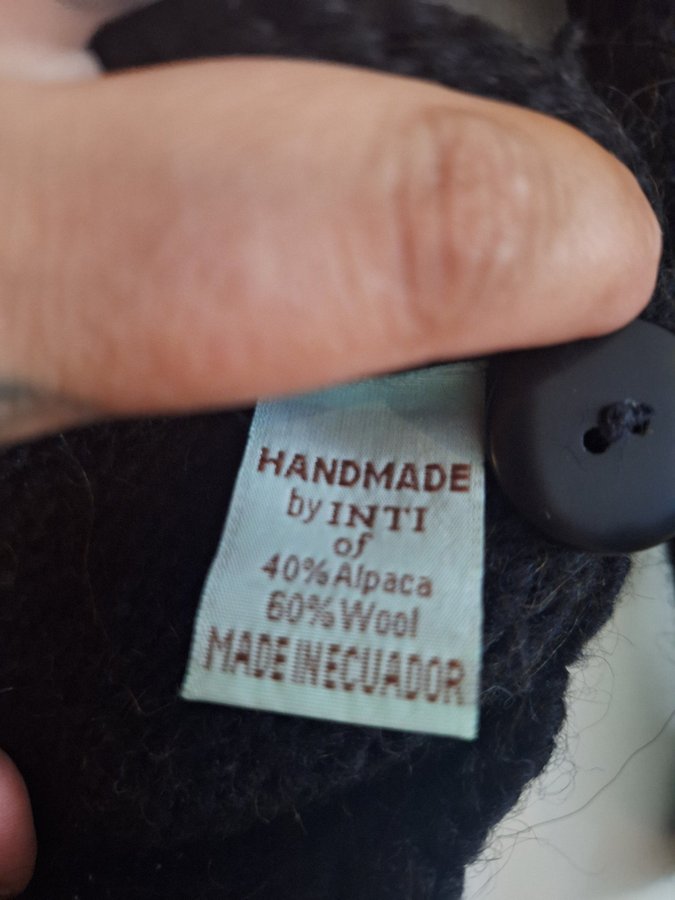 HANDMADE
by INTI
of
40% Alpaca
60% Wool
MADE IN ECUADOR